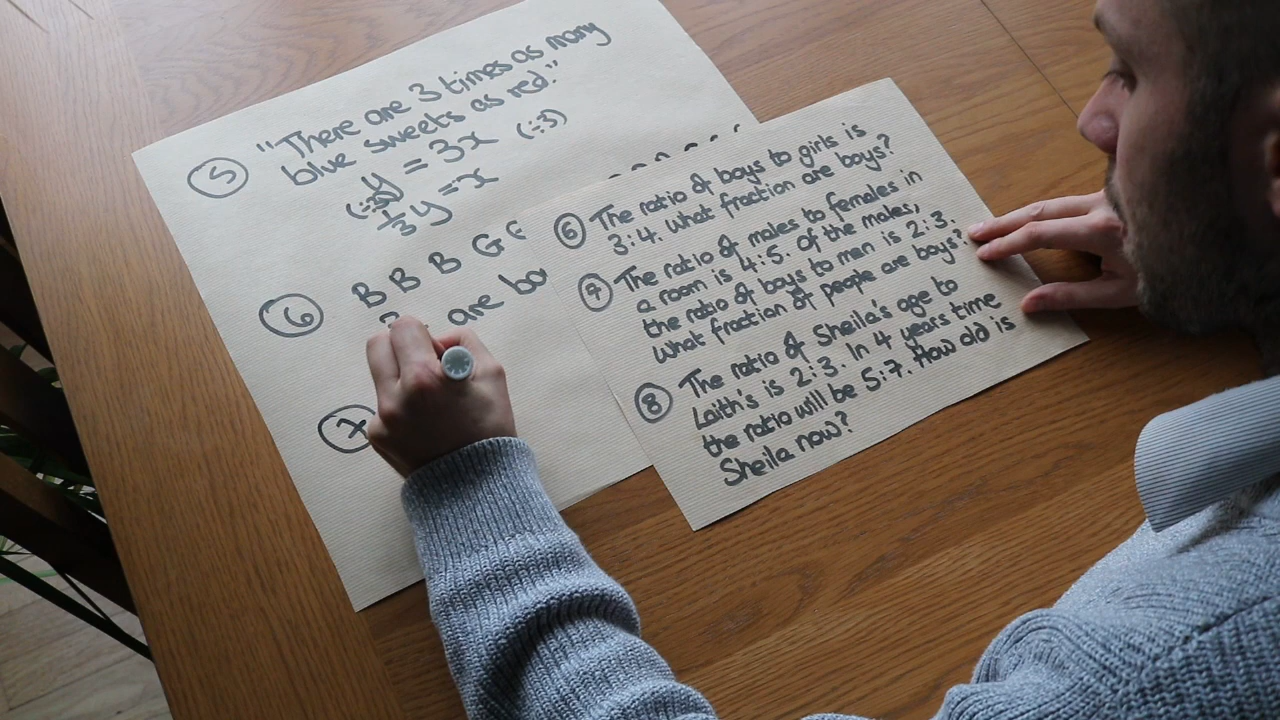 5 "There are 3 times as many
blue sweets as red."
y = 3x (÷3)
1/3 y = x
6 B B B G
are bo
7
6 The ratio of boys to girls is
3:4. What fraction are boys?
The ratio of males to females in
a room is 4:5. Of the males,
the ratio of boys to men is 2:3.
What fraction of people are boys?
8 The ratio of Sheila's age to
Laith's is 2:3. In 4 years time
the ratio will be 5:7. How old is
Sheila now?